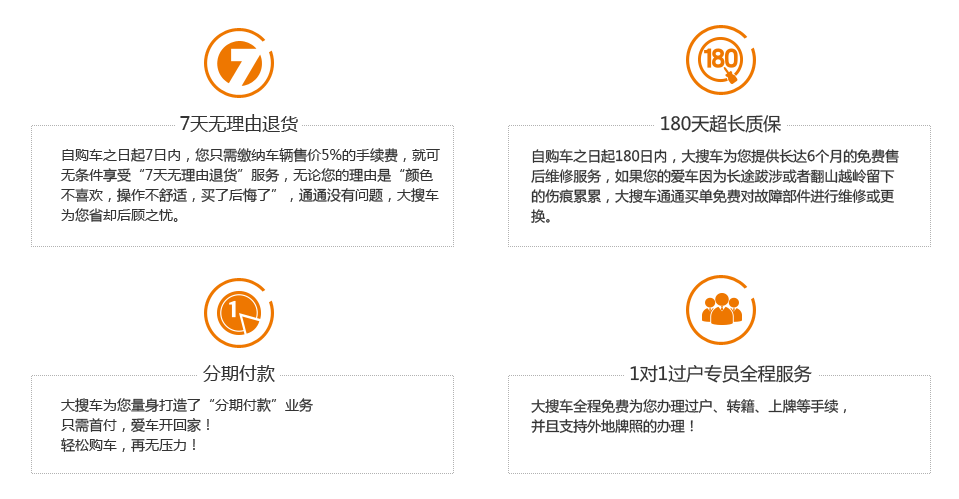 7
7天无理由退货
自购车之日起7日内，您只需缴纳车辆售价5%的手续费，就可
无条件享受“7天无理由退货”服务，无论您的理由是“颜色
不喜欢，操作不舒适，买了后悔了”，通通没有问题，大搜车
为您省却后顾之忧。
180
180天超长质保
自购车之日起180日内，大搜车为您提供长达6个月的免费售
后维修服务，如果您的爱车因为长途跋涉或者翻山越岭留下
的伤痕累累，大搜车通通买单免费对故障部件进行维修或更
换。
1
分期付款
大搜车为您量身打造了“分期付款”业务
只需首付，爱车开回家！
轻松购车，再无压力！
1对1过户专员全程服务
大搜车全程免费为您办理过户、转籍、上牌等手续，
并且支持外地牌照的办理！